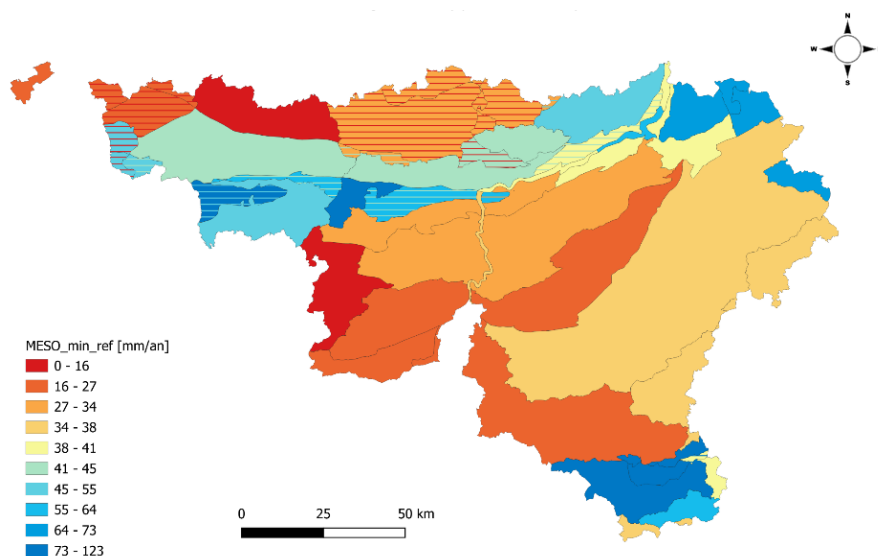 N
W
E
S
MESO_min_ref [mm/an]
0 - 16
16 - 27
27 - 34
34 - 38
38 - 41
41 - 45
45 - 55
55 - 64
64 - 73
73 - 123
0 25 50 km